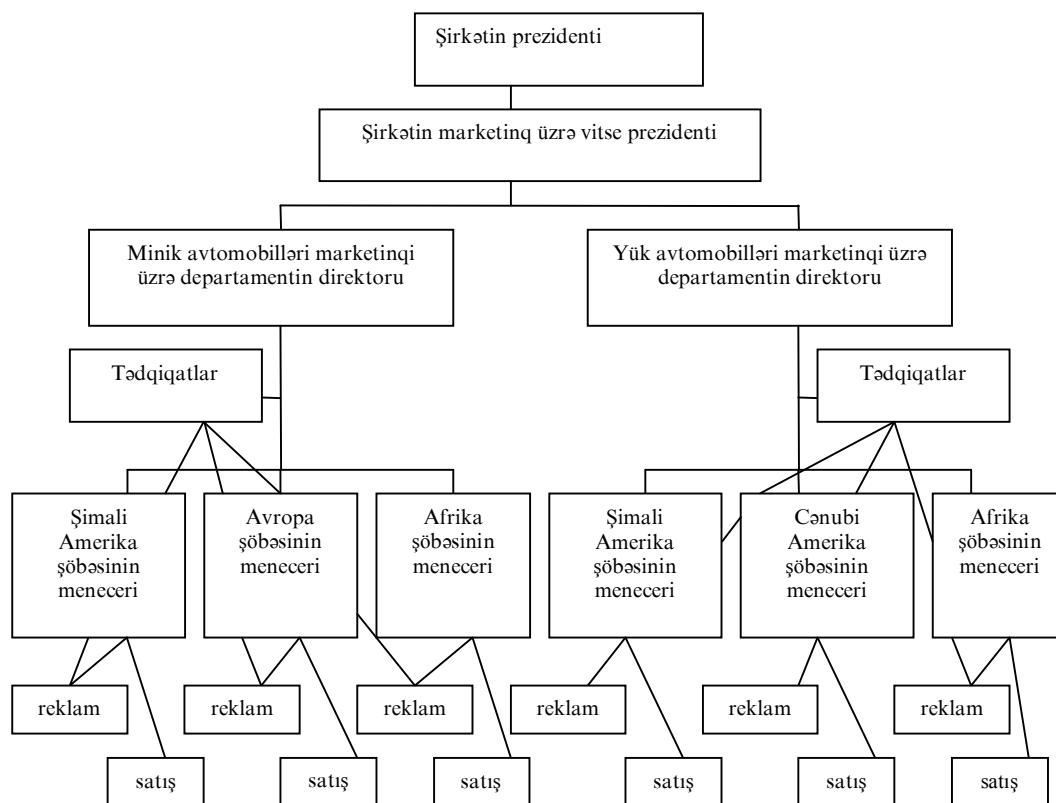 Şirkətin prezidenti
Şirkətin marketinq üzrə vitse prezidenti
Minik avtomobilləri marketinqi
üzrə departamentin direktoru
Yük avtomobilləri marketinqi üzrə
departamentin direktoru
Tədqiqatlar
Tədqiqatlar
Şimali
Amerika
şöbəsinin
meneceri
Avropa
şöbəsinin
meneceri
Afrika
şöbəsinin
meneceri
Şimali
Amerika
şöbəsinin
meneceri
Cənubi
Amerika
şöbəsinin
meneceri
Afrika
şöbəsinin
meneceri
reklam
reklam
reklam
reklam
reklam
reklam
satış
satış
satış
satış
satış
satış